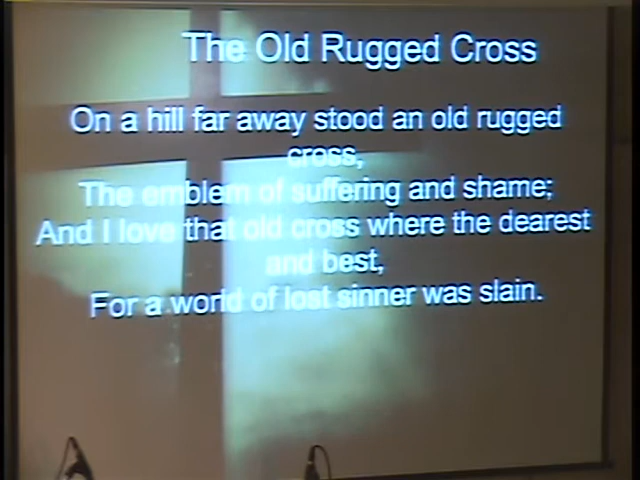 The Old Rugged Cross
On a hill far away stood an old rugged
cross,
The emblem of suffering and shame;
And I love that old cross where the dearest
and best,
For a world of lost sinner was slain.